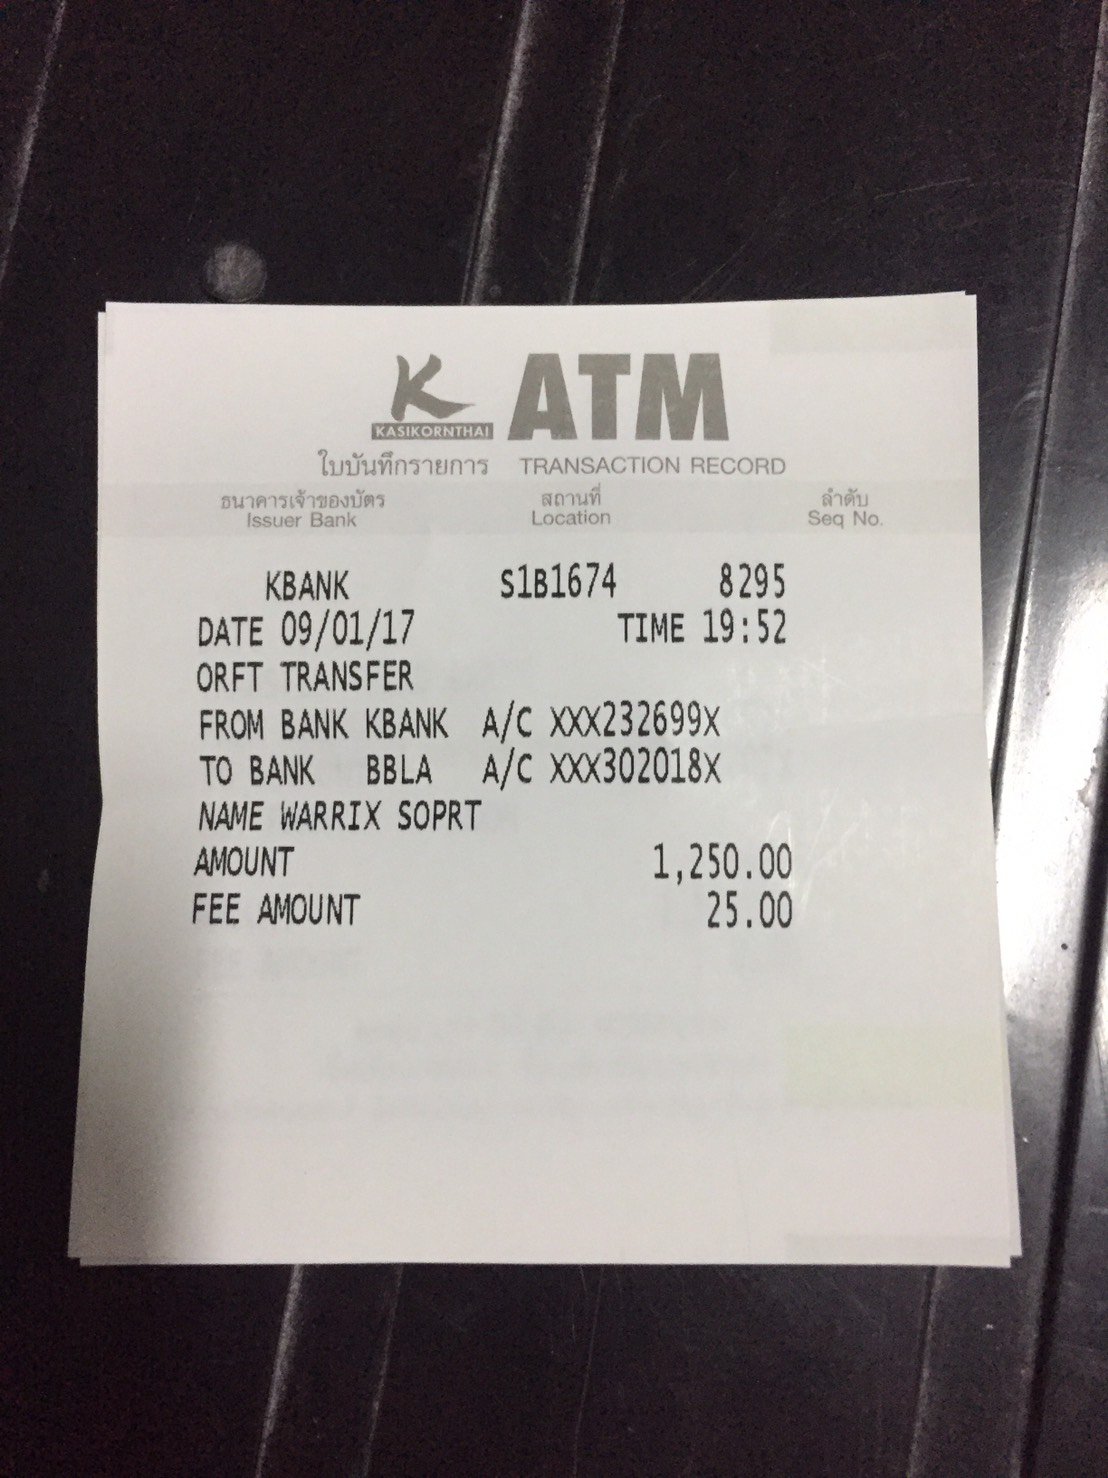 K ATM
KASIKORNTHAI
ใบบันทึกรายการ TRANSACTION RECORD
ธนาคารเจ้าของบัตร สถานที่ ลำดับ
Issuer Bank Location Seq No.
KBANK S1B1674 8295
DATE 09/01/17 TIME 19:52
ORFT TRANSFER
FROM BANK KBANK A/C XXX232699X
TO BANK BBLA A/C XXX302018X
NAME WARRIX SOPRT
AMOUNT 1,250.00
FEE AMOUNT 25.00